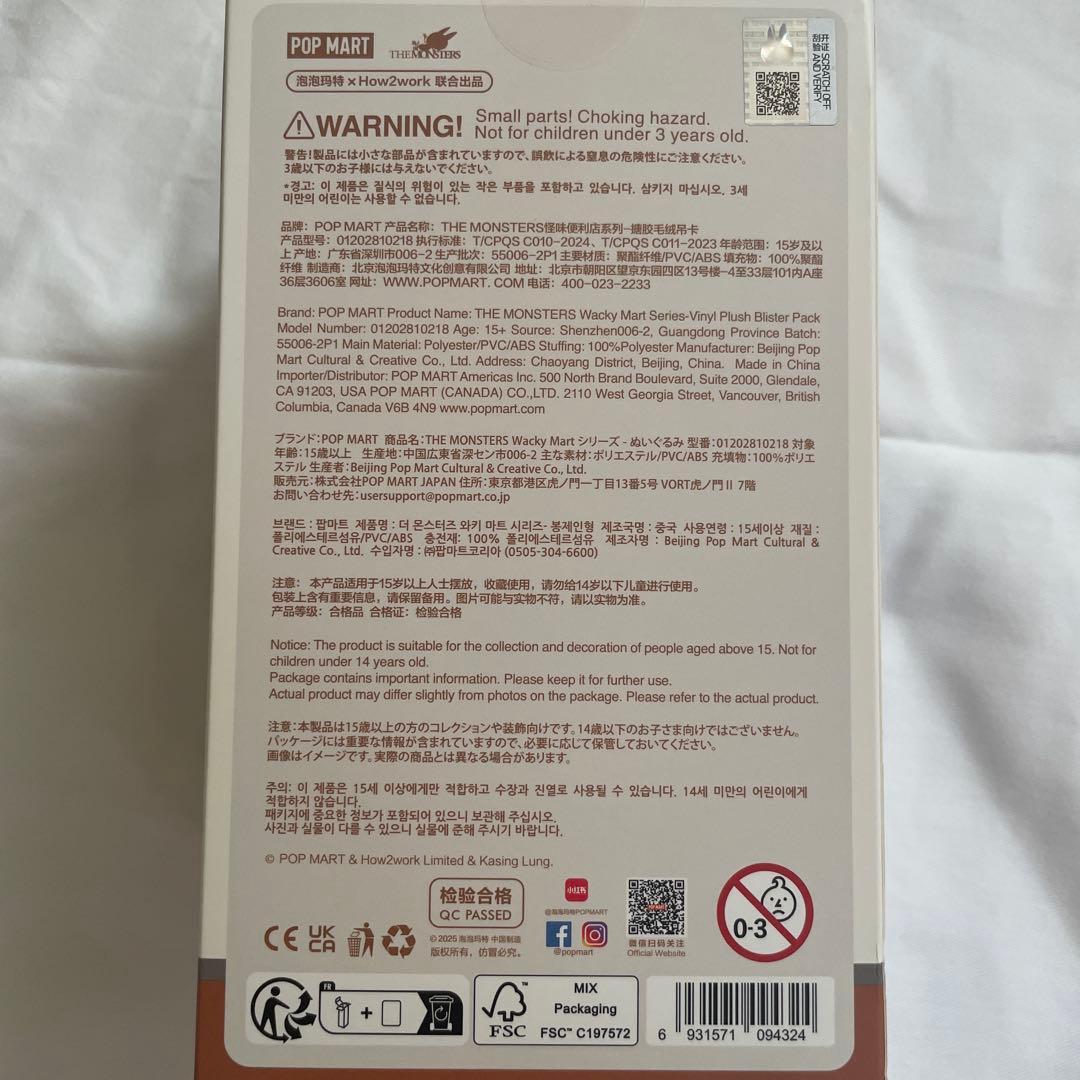 POP MART THE MONSTERS
泡泡玛特 × How2work 联合出品
刮开验证 SCRATCH OFF AND VERIFY
WARNING! Small parts! Choking hazard.
Not for children under 3 years old.
警告!製品には小さな部品が含まれていますので、誤飲による窒息の危険性にご注意ください。
3歳以下のお子様には与えないでください。
*경고: 이 제품은 질식의 위험이 있는 작은 부품을 포함하고 있습니다. 삼키지 마십시오. 3세
미만의 어린이는 사용할 수 없습니다.
品牌: POP MART 产品名称: THE MONSTERS怪味便利店系列-搪胶毛绒吊卡
产品型号: 01202810218 执行标准: T/CPQS C010-2024、T/CPQS C011-2023 年龄范围: 15岁及以
上 产地: 广东省深圳市006-2 生产批次: 55006-2P1 主要材质: 聚酯纤维/PVC/ABS 填充物: 100%聚酯
纤维 制造商: 北京泡泡玛特文化创意有限公司 地址: 北京市朝阳区望京东园四区13号楼-4至33层101内A座
36层3606室 网址: WWW.POPMART. COM 电话: 400-023-2233
Brand: POP MART Product Name: THE MONSTERS Wacky Mart Series-Vinyl Plush Blister Pack
Model Number: 01202810218 Age: 15+ Source: Shenzhen006-2, Guangdong Province Batch:
55006-2P1 Main Material: Polyester/PVC/ABS Stuffing: 100%Polyester Manufacturer: Beijing Pop
Mart Cultural & Creative Co., Ltd. Address: Chaoyang District, Beijing, China. Made in China
Importer/Distributor: POP MART Americas Inc. 500 North Brand Boulevard, Suite 2000, Glendale,
CA 91203, USA POP MART (CANADA) CO.,LTD. 2110 West Georgia Street, Vancouver, British
Columbia, Canada V6B 4N9 www.popmart.com
ブランド:POP MART 商品名:THE MONSTERS Wacky Mart シリーズ - ぬいぐるみ 型番:01202810218 対象
年齢:15歳以上 生産地:中国広東省深セン市006-2 主な素材:ポリエステル/PVC/ABS 充填物:100%ポリエ
ステル 生産者:Beijing Pop Mart Cultural & Creative Co., Ltd.
販売元:株式会社POP MART JAPAN 住所:東京都港区虎ノ門一丁目13番5号 VORT虎ノ門Ⅱ 7階
お問い合わせ先:usersupport@popmart.co.jp
브랜드 : 팝마트 제품명 : 더 몬스터즈 와키 마트 시리즈- 봉제인형 제조국명 : 중국 사용연령 : 15세이상 재질 :
폴리에스테르섬유/PVC/ABS 충전재: 100% 폴리에스테르섬유 제조자명 : Beijing Pop Mart Cultural &
Creative Co., Ltd. 수입자명 : ㈜팝마트코리아 (0505-304-6600)
注意: 本产品适用于15岁以上人士摆放,收藏使用,请勿给14岁以下儿童进行使用。
包装上含有重要信息,请保留备用。图片可能与实物不符,请以实物为准。
产品等级: 合格品 合格证: 检验合格
Notice: The product is suitable for the collection and decoration of people aged above 15. Not for
children under 14 years old.
Package contains important information. Please keep it for further use.
Actual product may differ slightly from photos on the package. Please refer to the actual product.
注意:本製品は15歳以上の方のコレクションや装飾向けです。14歳以下のお子さま向けではございません。
パッケージには重要な情報が含まれていますので、必要に応じて保管しておいてください。
画像はイメージです。実際の商品とは異なる場合があります。
주의: 이 제품은 15세 이상에게만 적합하고 수장과 진열로 사용될 수 있습니다. 14세 미만의 어린이에게
적합하지 않습니다.
패키지에 중요한 정보가 포함되어 있으니 보관해 주십시오.
사진과 실물이 다를 수 있으니 실물에 준해 주시기 바랍니다.
© POP MART & How2work Limited & Kasing Lung.
检验合格
QC PASSED
小红书
@泡泡玛特POPMART
POP MART
0-3
CE UK CA
© 2025 泡泡玛特 中国制造
版权所有,仿冒必究。
@popmart
微信扫码关注
Official Website
FR
+
FSC™
MIX
Packaging
FSC™ C197572
6 931571 094324